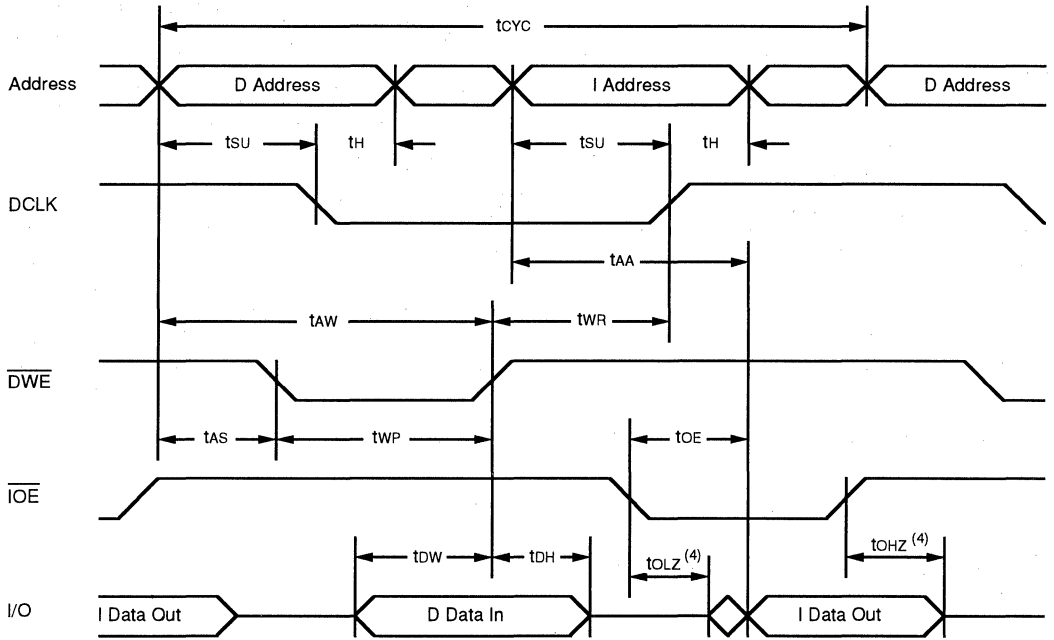 tCYC
Address D Address I Address D Address
tSU tH tSU tH
DCLK
tAA
tAW tWR
DWE
tAS tWP tOE
IOE
tDW tDH tOLZ (4) tOHZ (4)
I/O I Data Out D Data In I Data Out